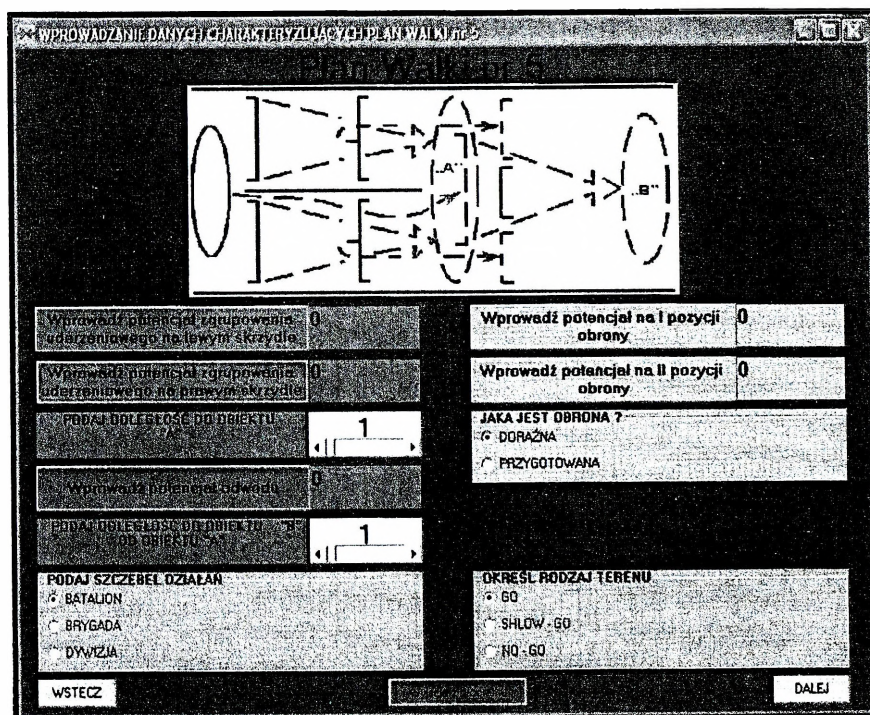 WPROWADZANIE DANYCH CHARAKTERYZUJĄCYCH PLAN WALKI nr 5
Plan Walki nr 5
„A"
„B"
Wprowadź potencjał zgrupowania
uderzeniowego na lewym skrzydle
0
Wprowadź potencjał zgrupowania
uderzeniowego na prawym skrzydle
0
PODAJ ODLEGŁOŚĆ DO OBIEKTU
"A"
1
Wprowadź potencjał odwodu
0
PODAJ ODLEGŁOŚĆ DO OBIEKTU "B"
OD OBIEKTU "A"
1
PODAJ SZCZEBEL DZIAŁAŃ
BATALION
BRYGADA
DYWIZJA
WSTECZ
Wprowadź potencjał na I pozycji
obrony
0
Wprowadź potencjał na II pozycji
obrony
0
JAKA JEST OBRONA ?
DORAŹNA
PRZYGOTOWANA
OKREŚL RODZAJ TERENU
GO
SHLOW - GO
NO - GO
DALEJ